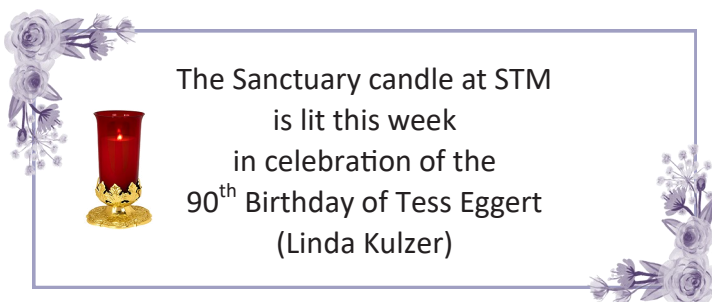 The Sanctuary candle at STM
is lit this week
in celebration of the
90th Birthday of Tess Eggert
(Linda Kulzer)